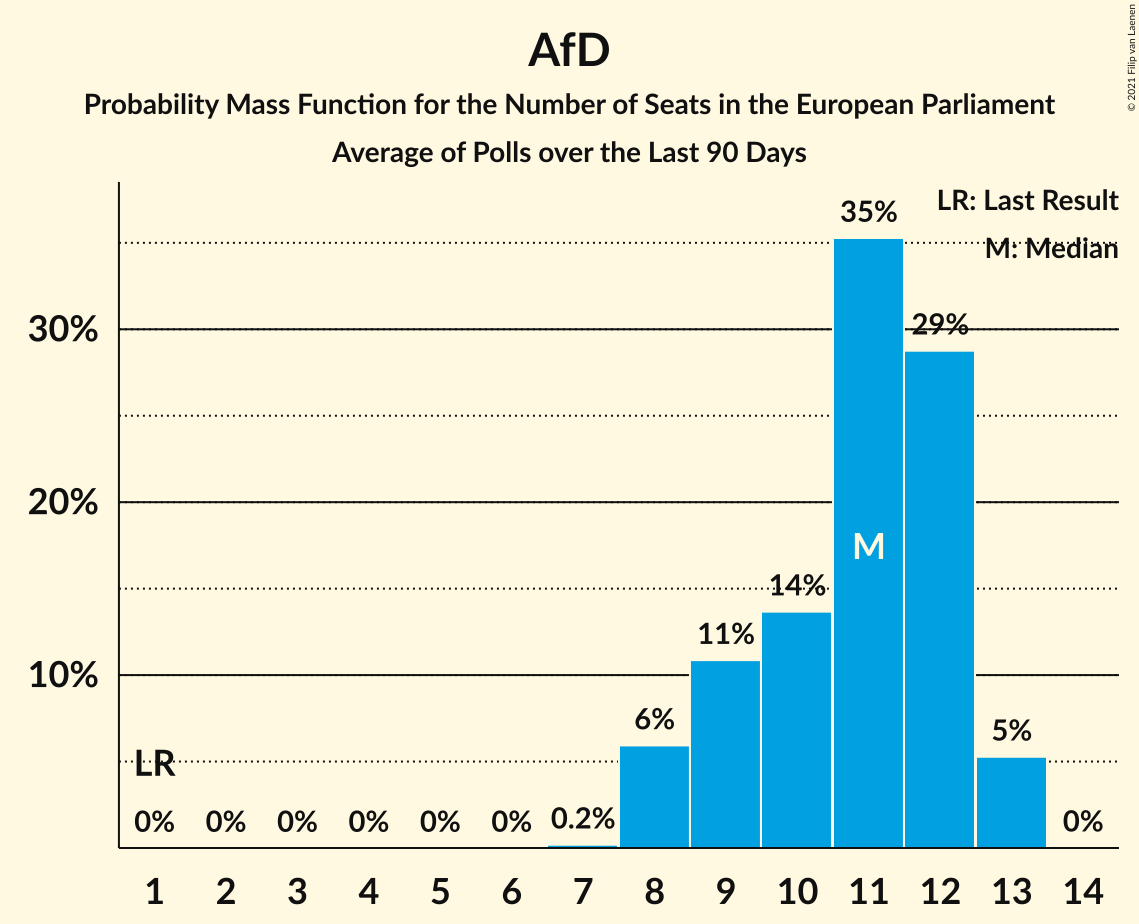 AfD
Probability Mass Function for the Number of Seats in the European Parliament
Average of Polls over the Last 90 Days
© 2021 Filip van Laenen
LR: Last Result
M: Median
30%
20%
10%
LR
0%
0%
0%
0%
0%
0%
0.2%
6%
11%
14%
35%
M
29%
5%
0%
1 2 3 4 5 6 7 8 9 10 11 12 13 14